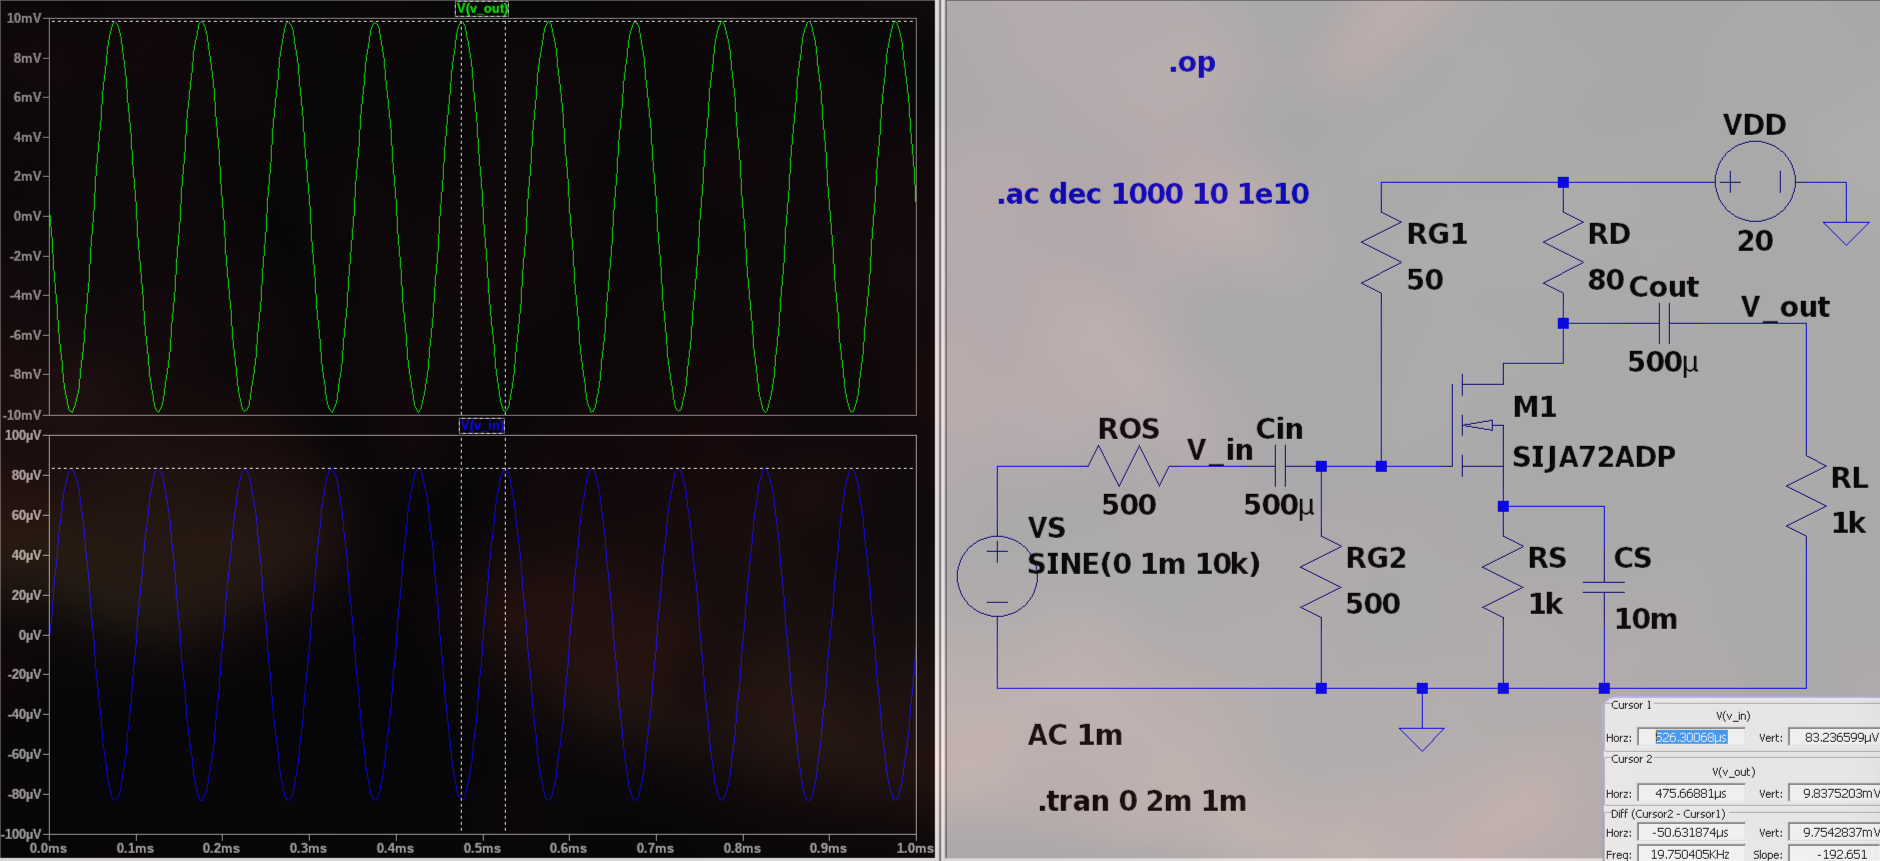 V(v_out)
10mV
8mV
6mV
4mV
2mV
0mV
-2mV
-4mV
-6mV
-8mV
-10mV
V(v_in)
100µV
80µV
60µV
40µV
20µV
0µV
-20µV
-40µV
-60µV
-80µV
-100µV
0.0ms 0.1ms 0.2ms 0.3ms 0.4ms 0.5ms 0.6ms 0.7ms 0.8ms 0.9ms 1.0ms
.op
.ac dec 1000 10 1e10
VDD
20
RG1
50
RD
80
Cout
500µ
V_out
M1
SIJA72ADP
ROS
500
V_in
Cin
500µ
VS
SINE(0 1m 10k)
RG2
500
RS
1k
CS
10m
RL
1k
AC 1m
.tran 0 2m 1m
Cursor 1
V(v_in)
Horz: 526.30068µs Vert: 83.236599µV
Cursor 2
V(v_out)
Horz: 475.66881µs Vert: 9.8375203mV
Diff (Cursor2 - Cursor1)
Horz: -50.631874µs Vert: 9.7542837mV
Freq: 19.750405KHz Slope: -192.651